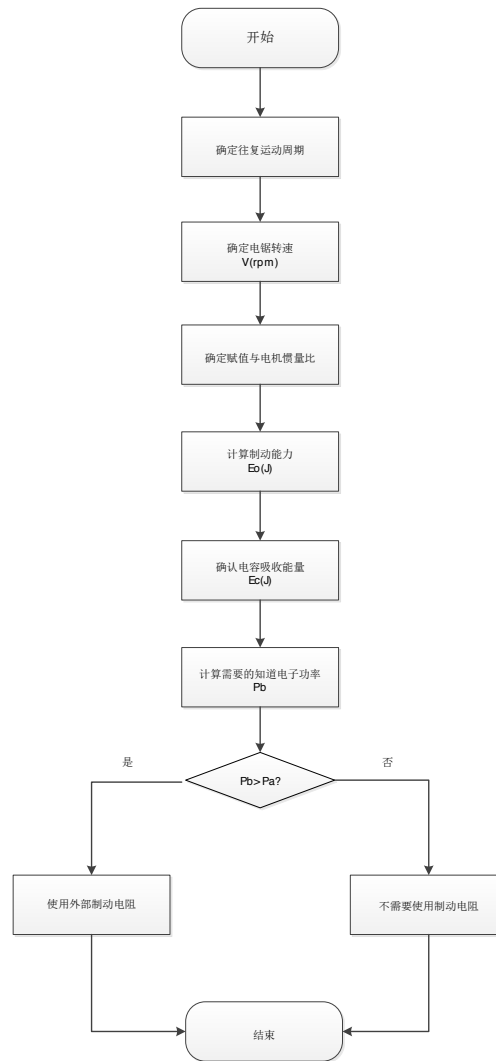 开始
确定往复运动周期
确定电锯转速
V(rpm)
确定赋值与电机惯量比
计算制动能力
Eo(J)
确认电容吸收能量
Ec(J)
计算需要的知道电子功率
Pb
Pb>Pa?
是
否
使用外部制动电阻
不需要使用制动电阻
结束